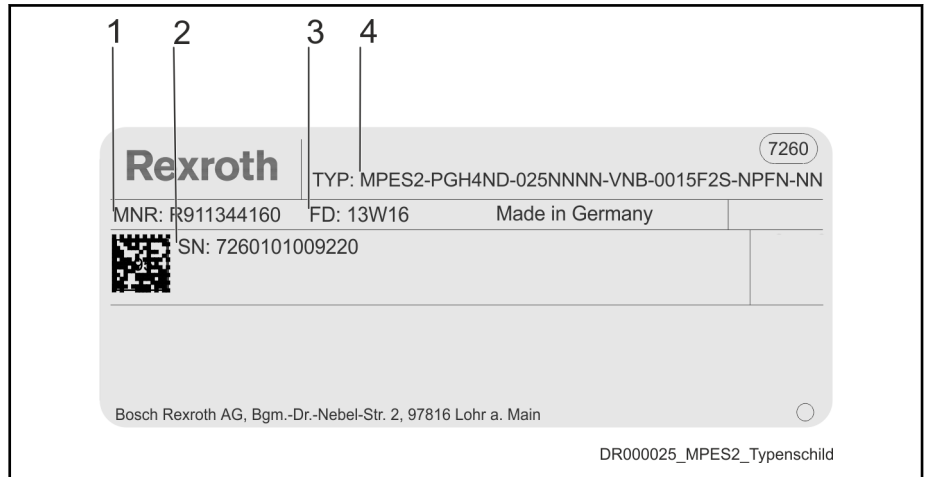 1 2 3 4
7260
Rexroth
TYP: MPES2-PGH4ND-025NNNN-VNB-0015F2S-NPFN-NN
MNR: R911344160 FD: 13W16 Made in Germany
SN: 7260101009220
Bosch Rexroth AG, Bgm.-Dr.-Nebel-Str. 2, 97816 Lohr a. Main
DR000025_MPES2_Typenschild